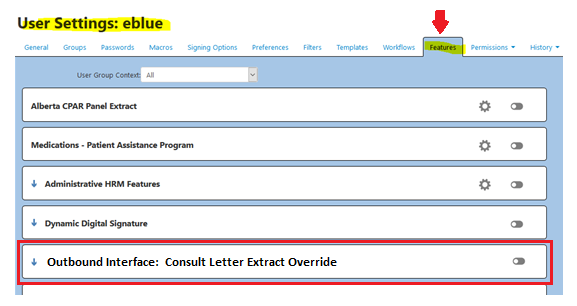 User Settings: eblue
General Groups Passwords Macros Signing Options Preferences Filters Templates Workflows Features Permissions History
User Group Context: All
Alberta CPAR Panel Extract
Medications - Patient Assistance Program
Administrative HRM Features
Dynamic Digital Signature
Outbound Interface: Consult Letter Extract Override